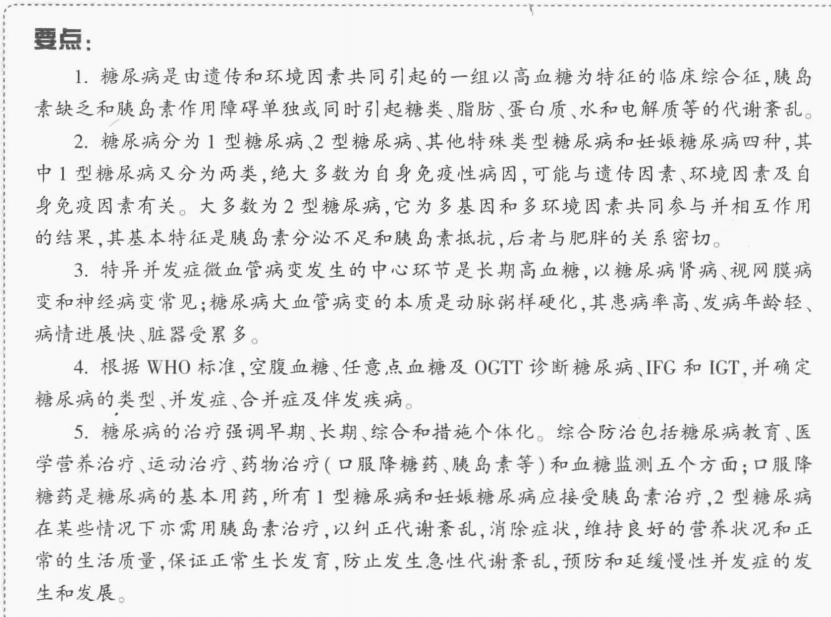 要点：
1. 糖尿病是由遗传和环境因素共同引起的一组以高血糖为特征的临床综合征,胰岛
素缺乏和胰岛素作用障碍单独或同时引起糖类、脂肪、蛋白质、水和电解质等的代谢紊乱。
2. 糖尿病分为 1 型糖尿病、2 型糖尿病、其他特殊类型糖尿病和妊娠糖尿病四种,其
中 1 型糖尿病又分为两类,绝大多数为自身免疫性病因,可能与遗传因素、环境因素及自
身免疫因素有关。大多数为 2 型糖尿病,它为多基因和多环境因素共同参与并相互作用
的结果,其基本特征是胰岛素分泌不足和胰岛素抵抗,后者与肥胖的关系密切。
3. 特异并发症微血管病变发生的中心环节是长期高血糖,以糖尿病肾病、视网膜病
变和神经病变常见;糖尿病大血管病变的本质是动脉粥样硬化,其患病率高、发病年龄轻、
病情进展快、脏器受累多。
4. 根据 WHO 标准,空腹血糖、任意点血糖及 OGTT 诊断糖尿病、IFG 和 IGT,并确定
糖尿病的类型、并发症、合并症及伴发疾病。
5. 糖尿病的治疗强调早期、长期、综合和措施个体化。综合防治包括糖尿病教育、医
学营养治疗、运动治疗、药物治疗(口服降糖药、胰岛素等)和血糖监测五个方面;口服降
糖药是糖尿病的基本用药,所有 1 型糖尿病和妊娠糖尿病应接受胰岛素治疗,2 型糖尿病
在某些情况下亦需用胰岛素治疗,以纠正代谢紊乱,消除症状,维持良好的营养状况和正
常的生活质量,保证正常生长发育,防止发生急性代谢紊乱,预防和延缓慢性并发症的发
生和发展。